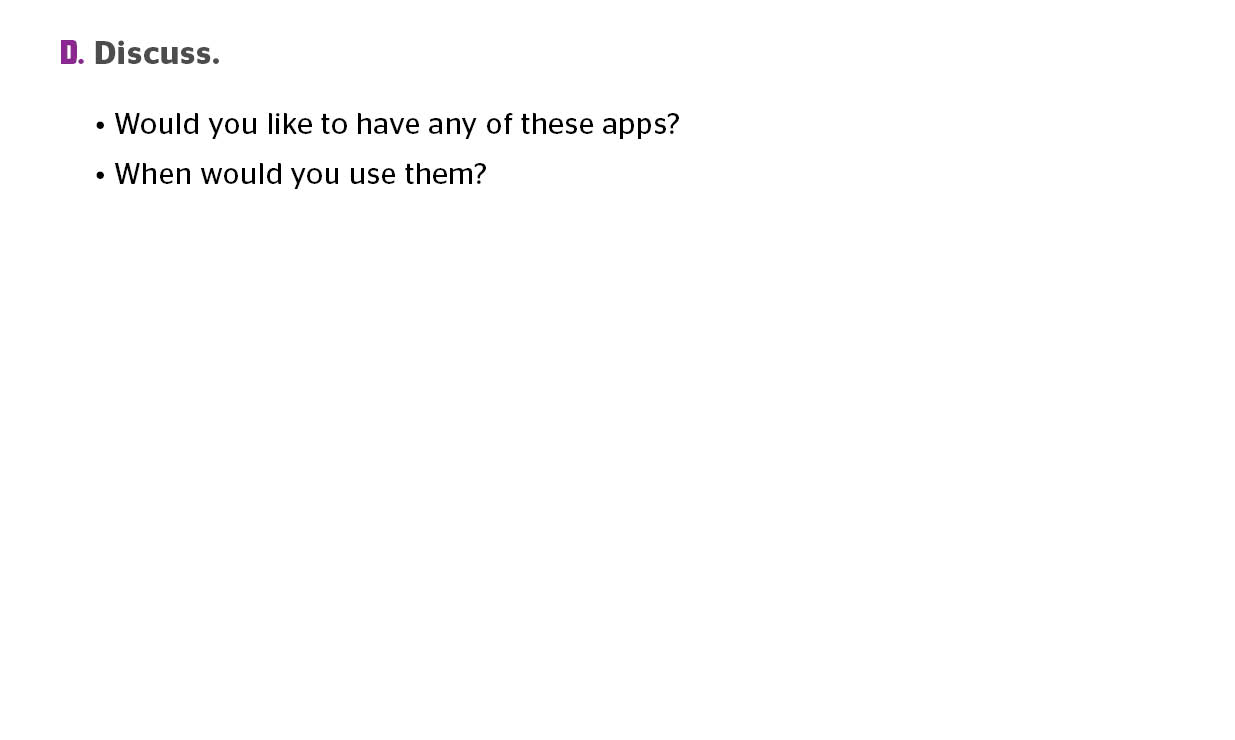 D. Discuss.
• Would you like to have any of these apps?
• When would you use them?